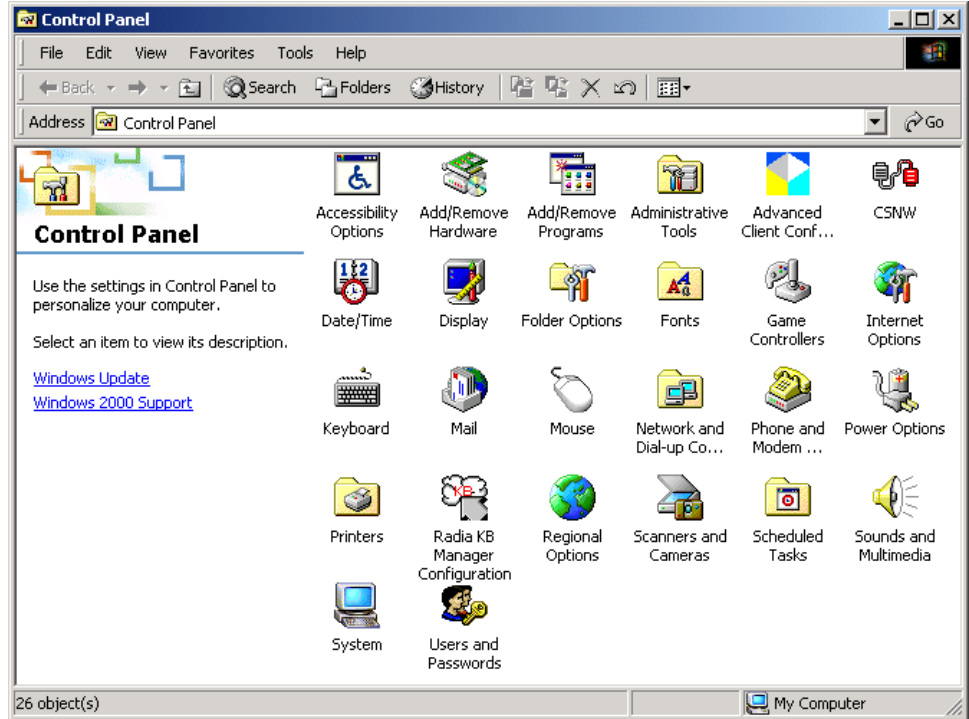 Control Panel
File Edit View Favorites Tools Help
Back Search Folders History
Address Control Panel Go
Control Panel
Use the settings in Control Panel to
personalize your computer.
Select an item to view its description.
Windows Update
Windows 2000 Support
Accessibility
Options
Add/Remove
Hardware
Add/Remove
Programs
Administrative
Tools
Advanced
Client Conf...
CSNW
Date/Time
Display
Folder Options
Fonts
Game
Controllers
Internet
Options
Keyboard
Mail
Mouse
Network and
Dial-up Co...
Phone and
Modem ...
Power Options
Printers
KB
Radia KB
Manager
Configuration
Regional
Options
Scanners and
Cameras
Scheduled
Tasks
Sounds and
Multimedia
System
Users and
Passwords
26 object(s) My Computer